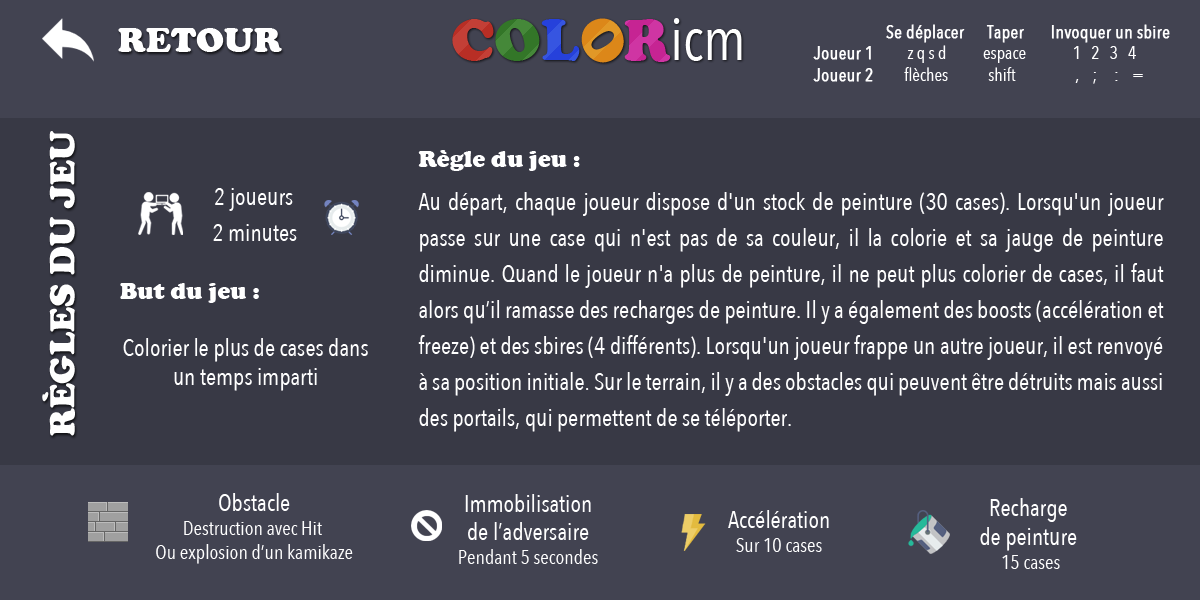 RETOUR
COLORicm
Se déplacer Taper Invoquer un sbire
Joueur 1 z q s d espace 1 2 3 4
Joueur 2 flèches shift , ; : =
RÈGLES DU JEU
2 joueurs
2 minutes
But du jeu :
Colorier le plus de cases dans
un temps imparti
Règle du jeu :
Au départ, chaque joueur dispose d'un stock de peinture (30 cases). Lorsqu'un joueur
passe sur une case qui n'est pas de sa couleur, il la colorie et sa jauge de peinture
diminue. Quand le joueur n'a plus de peinture, il ne peut plus colorier de cases, il faut
alors qu’il ramasse des recharges de peinture. Il y a également des boosts (accélération et
freeze) et des sbires (4 différents). Lorsqu'un joueur frappe un autre joueur, il est renvoyé
à sa position initiale. Sur le terrain, il y a des obstacles qui peuvent être détruits mais aussi
des portails, qui permettent de se téléporter.
Obstacle
Destruction avec Hit
Ou explosion d’un kamikaze
Immobilisation
de l’adversaire
Pendant 5 secondes
Accélération
Sur 10 cases
Recharge
de peinture
15 cases